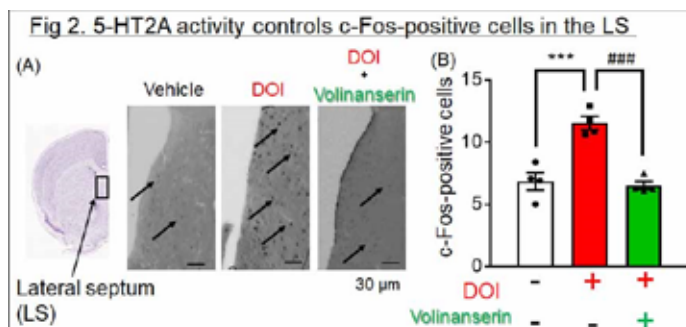 Fig 2. 5-HT2A activity controls c-Fos-positive cells in the LS
(A)
Vehicle
DOI
DOI
+
Volinanserin
Lateral septum
(LS)
30 μm
(B)
***
###
c-Fos-positive cells
15
10
5
0
DOI - + +
Volinanserin - - +